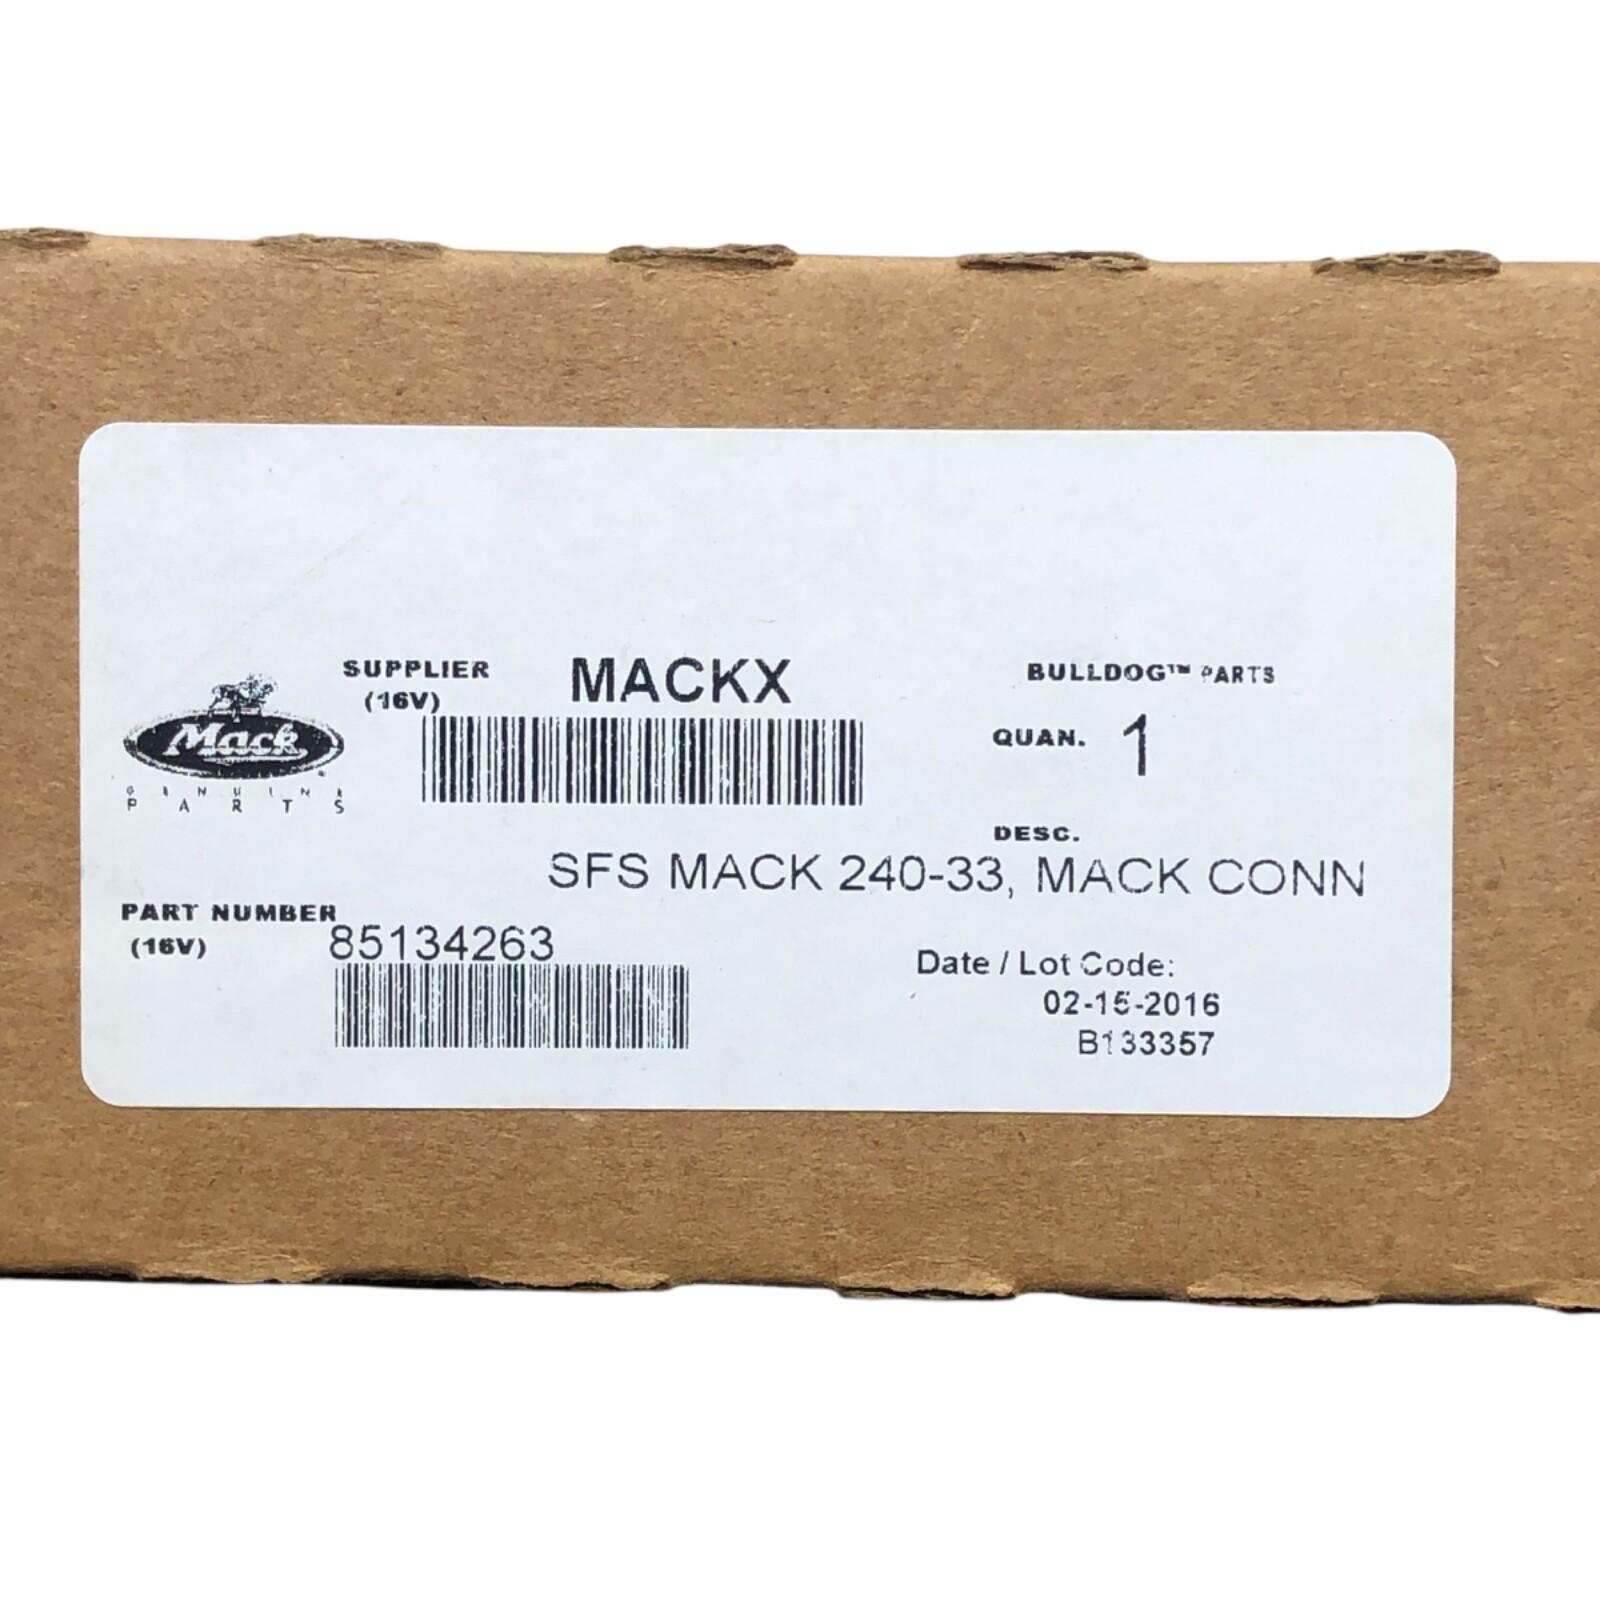 SUPPLIER
(16V)
MACKX
BULLDOG™ PARTS
Mack
GENUINE
PARTS
QUAN. 1
DESC.
SFS MACK 240-33, MACK CONN
PART NUMBER
(16V)
85134263
Date / Lot Code:
02-15-2016
B133357